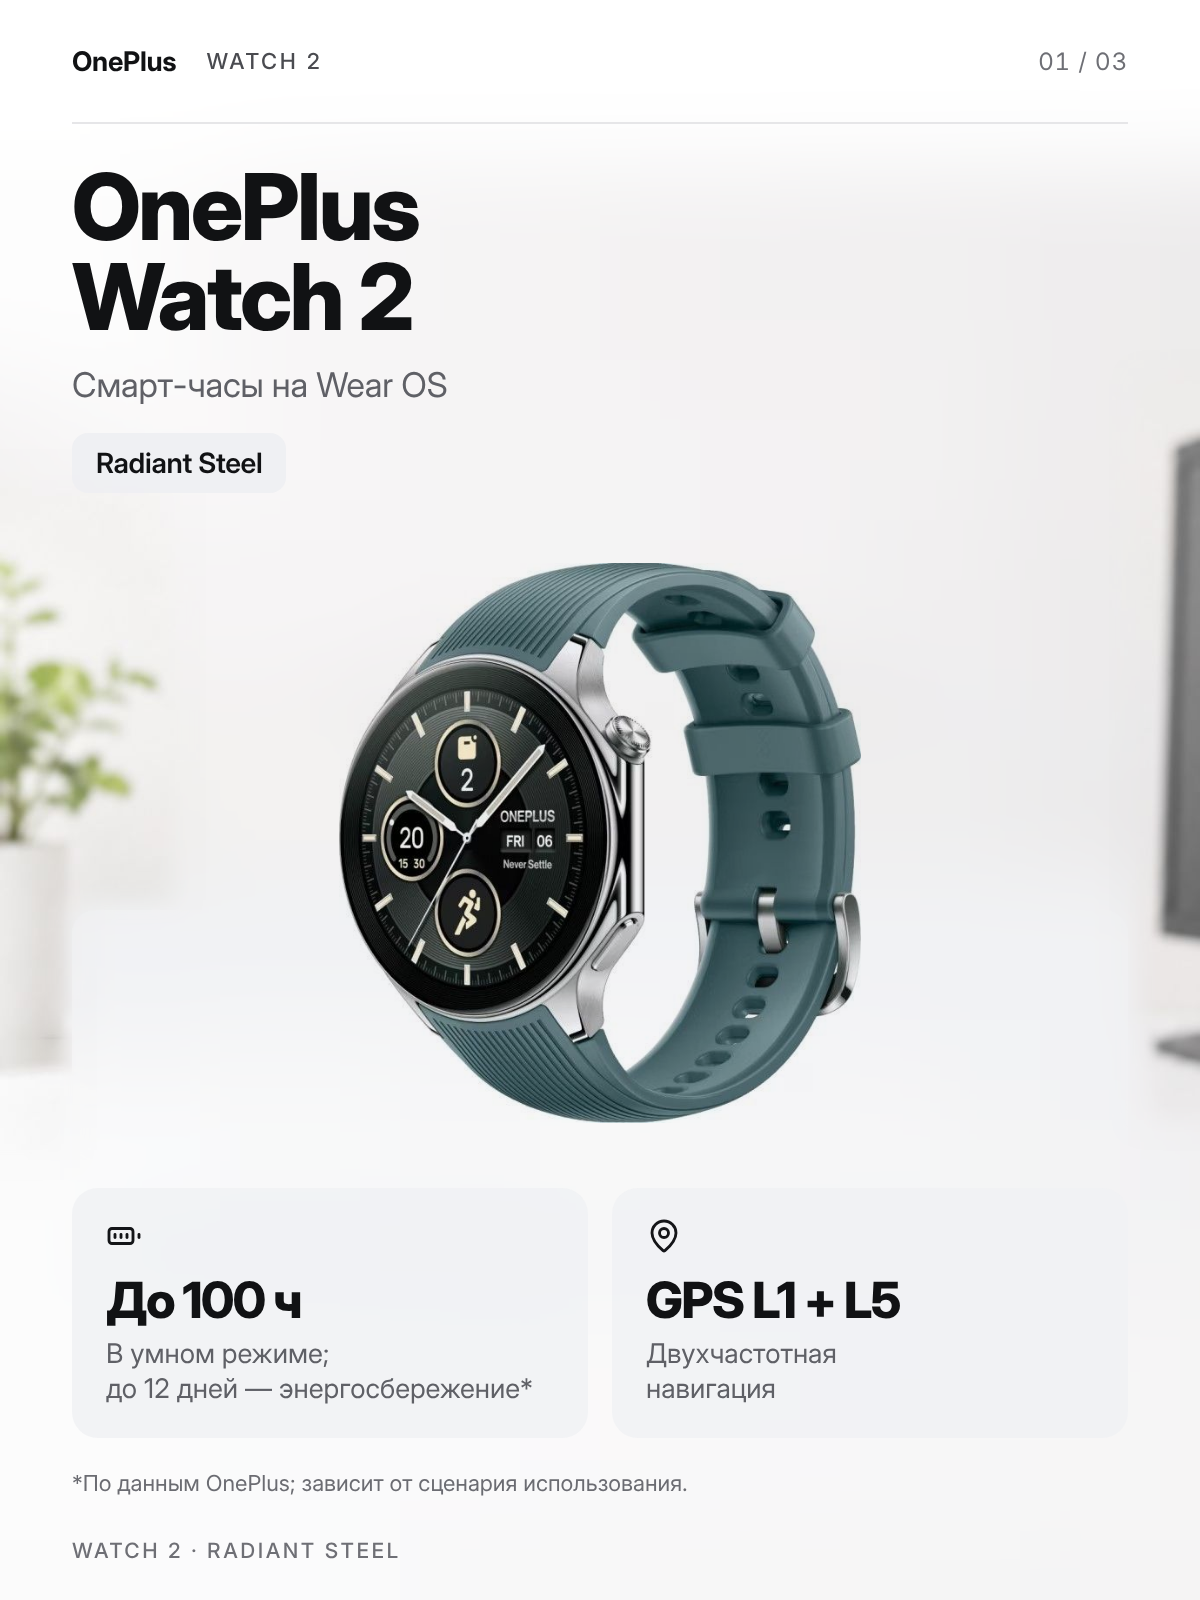 OnePlus WATCH 2 01 / 03
OnePlus
Watch 2
Смарт-часы на Wear OS
Radiant Steel
2
20
15 30
ONEPLUS
FRI 06
Never Settle
До 100 ч
В умном режиме;
до 12 дней — энергосбережение*
GPS L1 + L5
Двухчастотная
навигация
*По данным OnePlus; зависит от сценария использования.
WATCH 2 · RADIANT STEEL